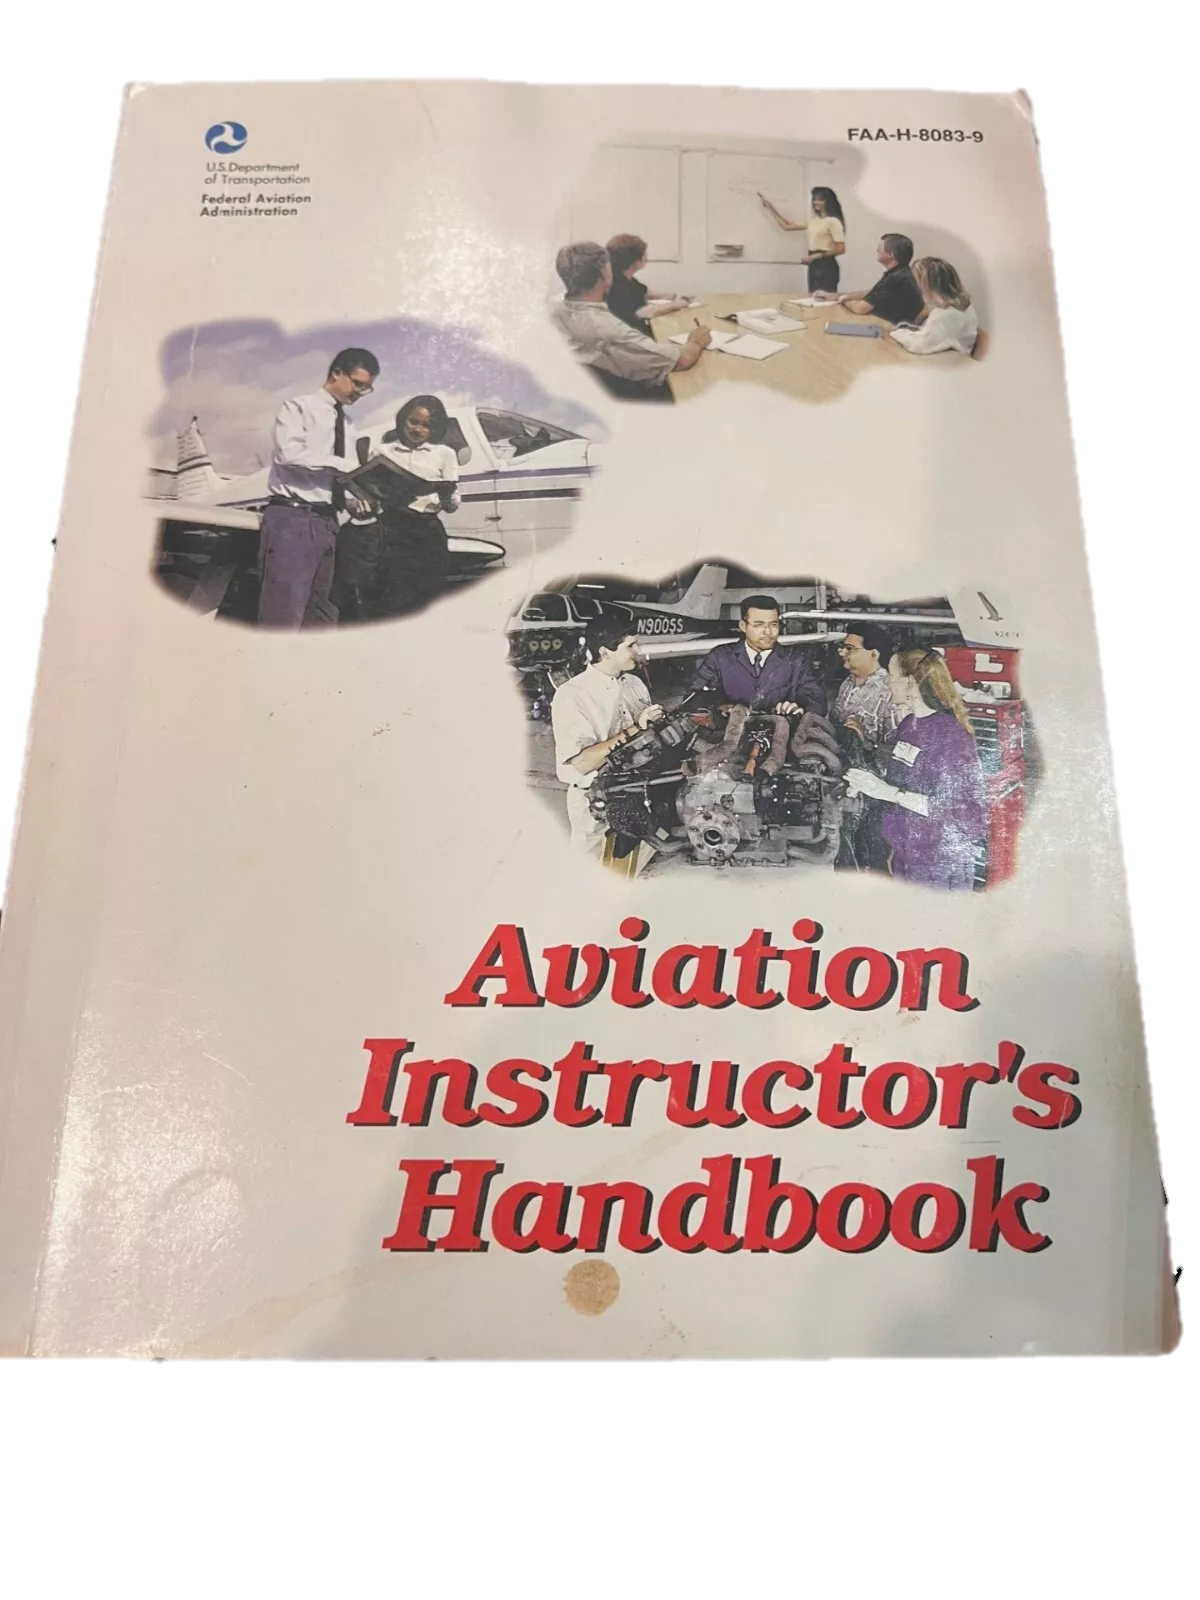 FAA-H-8083-9
U.S. Department
of Transportation
Federal Aviation
Administration
N9005S
Aviation
Instructor's
Handbook